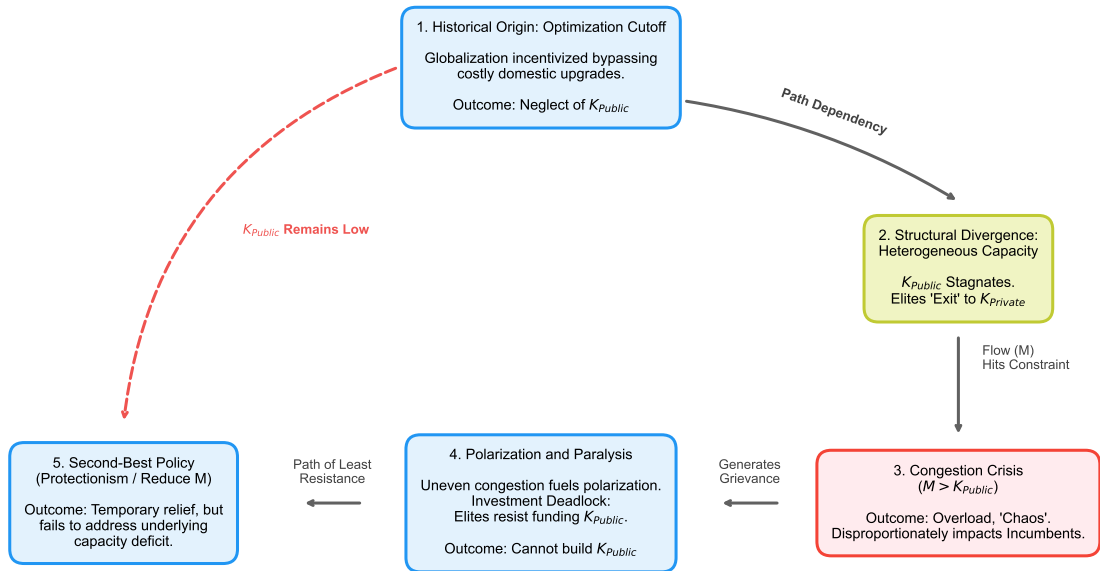 1. Historical Origin: Optimization Cutoff
Globalization incentivized bypassing
costly domestic upgrades.
Outcome: Neglect of K_Public
Path Dependency
K_Public Remains Low
2. Structural Divergence:
Heterogeneous Capacity
K_Public Stagnates.
Elites 'Exit' to K_Private
Flow (M)
Hits Constraint
5. Second-Best Policy
(Protectionism / Reduce M)
Outcome: Temporary relief, but
fails to address underlying
capacity deficit.
Path of Least
Resistance
4. Polarization and Paralysis
Uneven congestion fuels polarization.
Investment Deadlock:
Elites resist funding K_Public.
Outcome: Cannot build K_Public
Generates
Grievance
3. Congestion Crisis
(M > K_Public)
Outcome: Overload, 'Chaos'.
Disproportionately impacts Incumbents.